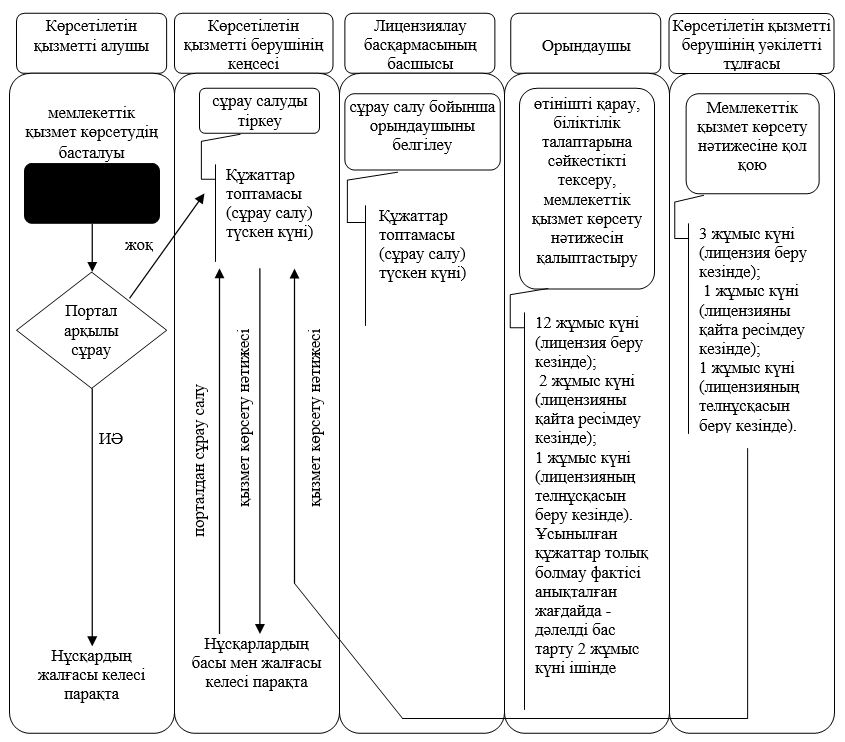 Көрсетілетін
қызметті алушы
Көрсетілетін
қызметті берушінің
кеңсесі
Лицензиялау
басқармасының
басшысы
Орындаушы
Көрсетілетін қызметті
берушінің уәкілетті
тұлғасы
мемлекеттік
қызмет көрсетудің
басталуы
жоқ
Портал
арқылы
сұрау
ИӘ
Нұсқардың
жалғасы келесі
парақта
сұрау салуды
тіркеу
Құжаттар
топтамасы
(сұрау салу)
түскен күні)
порталдан сұрау салу
қызмет көрсету нәтижесі
қызмет көрсету нәтижесі
Нұсқарлардың
басы мен жалғасы
келесі парақта
сұрау салу бойынша
орындаушыны
белгілеу
Құжаттар
топтамасы
(сұрау салу)
түскен күні)
өтінішті қарау,
біліктілік
талаптарына
сәйкестікті
тексеру,
мемлекеттік
қызмет көрсету
нәтижесін
қалыптастыру
12 жұмыс күні
(лицензия беру
кезінде);
2 жұмыс күні
(лицензияны
қайта ресімдеу
кезінде);
1 жұмыс күні
(лицензияның
телнұсқасын
беру кезінде).
Ұсынылған
құжаттар толық
болмау фактісі
анықталған
жағдайда -
дәлелді бас
тарту 2 жұмыс
күні ішінде
Мемлекеттік
қызмет көрсету
нәтижесіне қол
қою
3 жұмыс күні
(лицензия беру
кезінде);
1 жұмыс күні
(лицензияны
қайта ресімдеу
кезінде);
1 жұмыс күні
(лицензияның
телнұсқасын
беру кезінде).